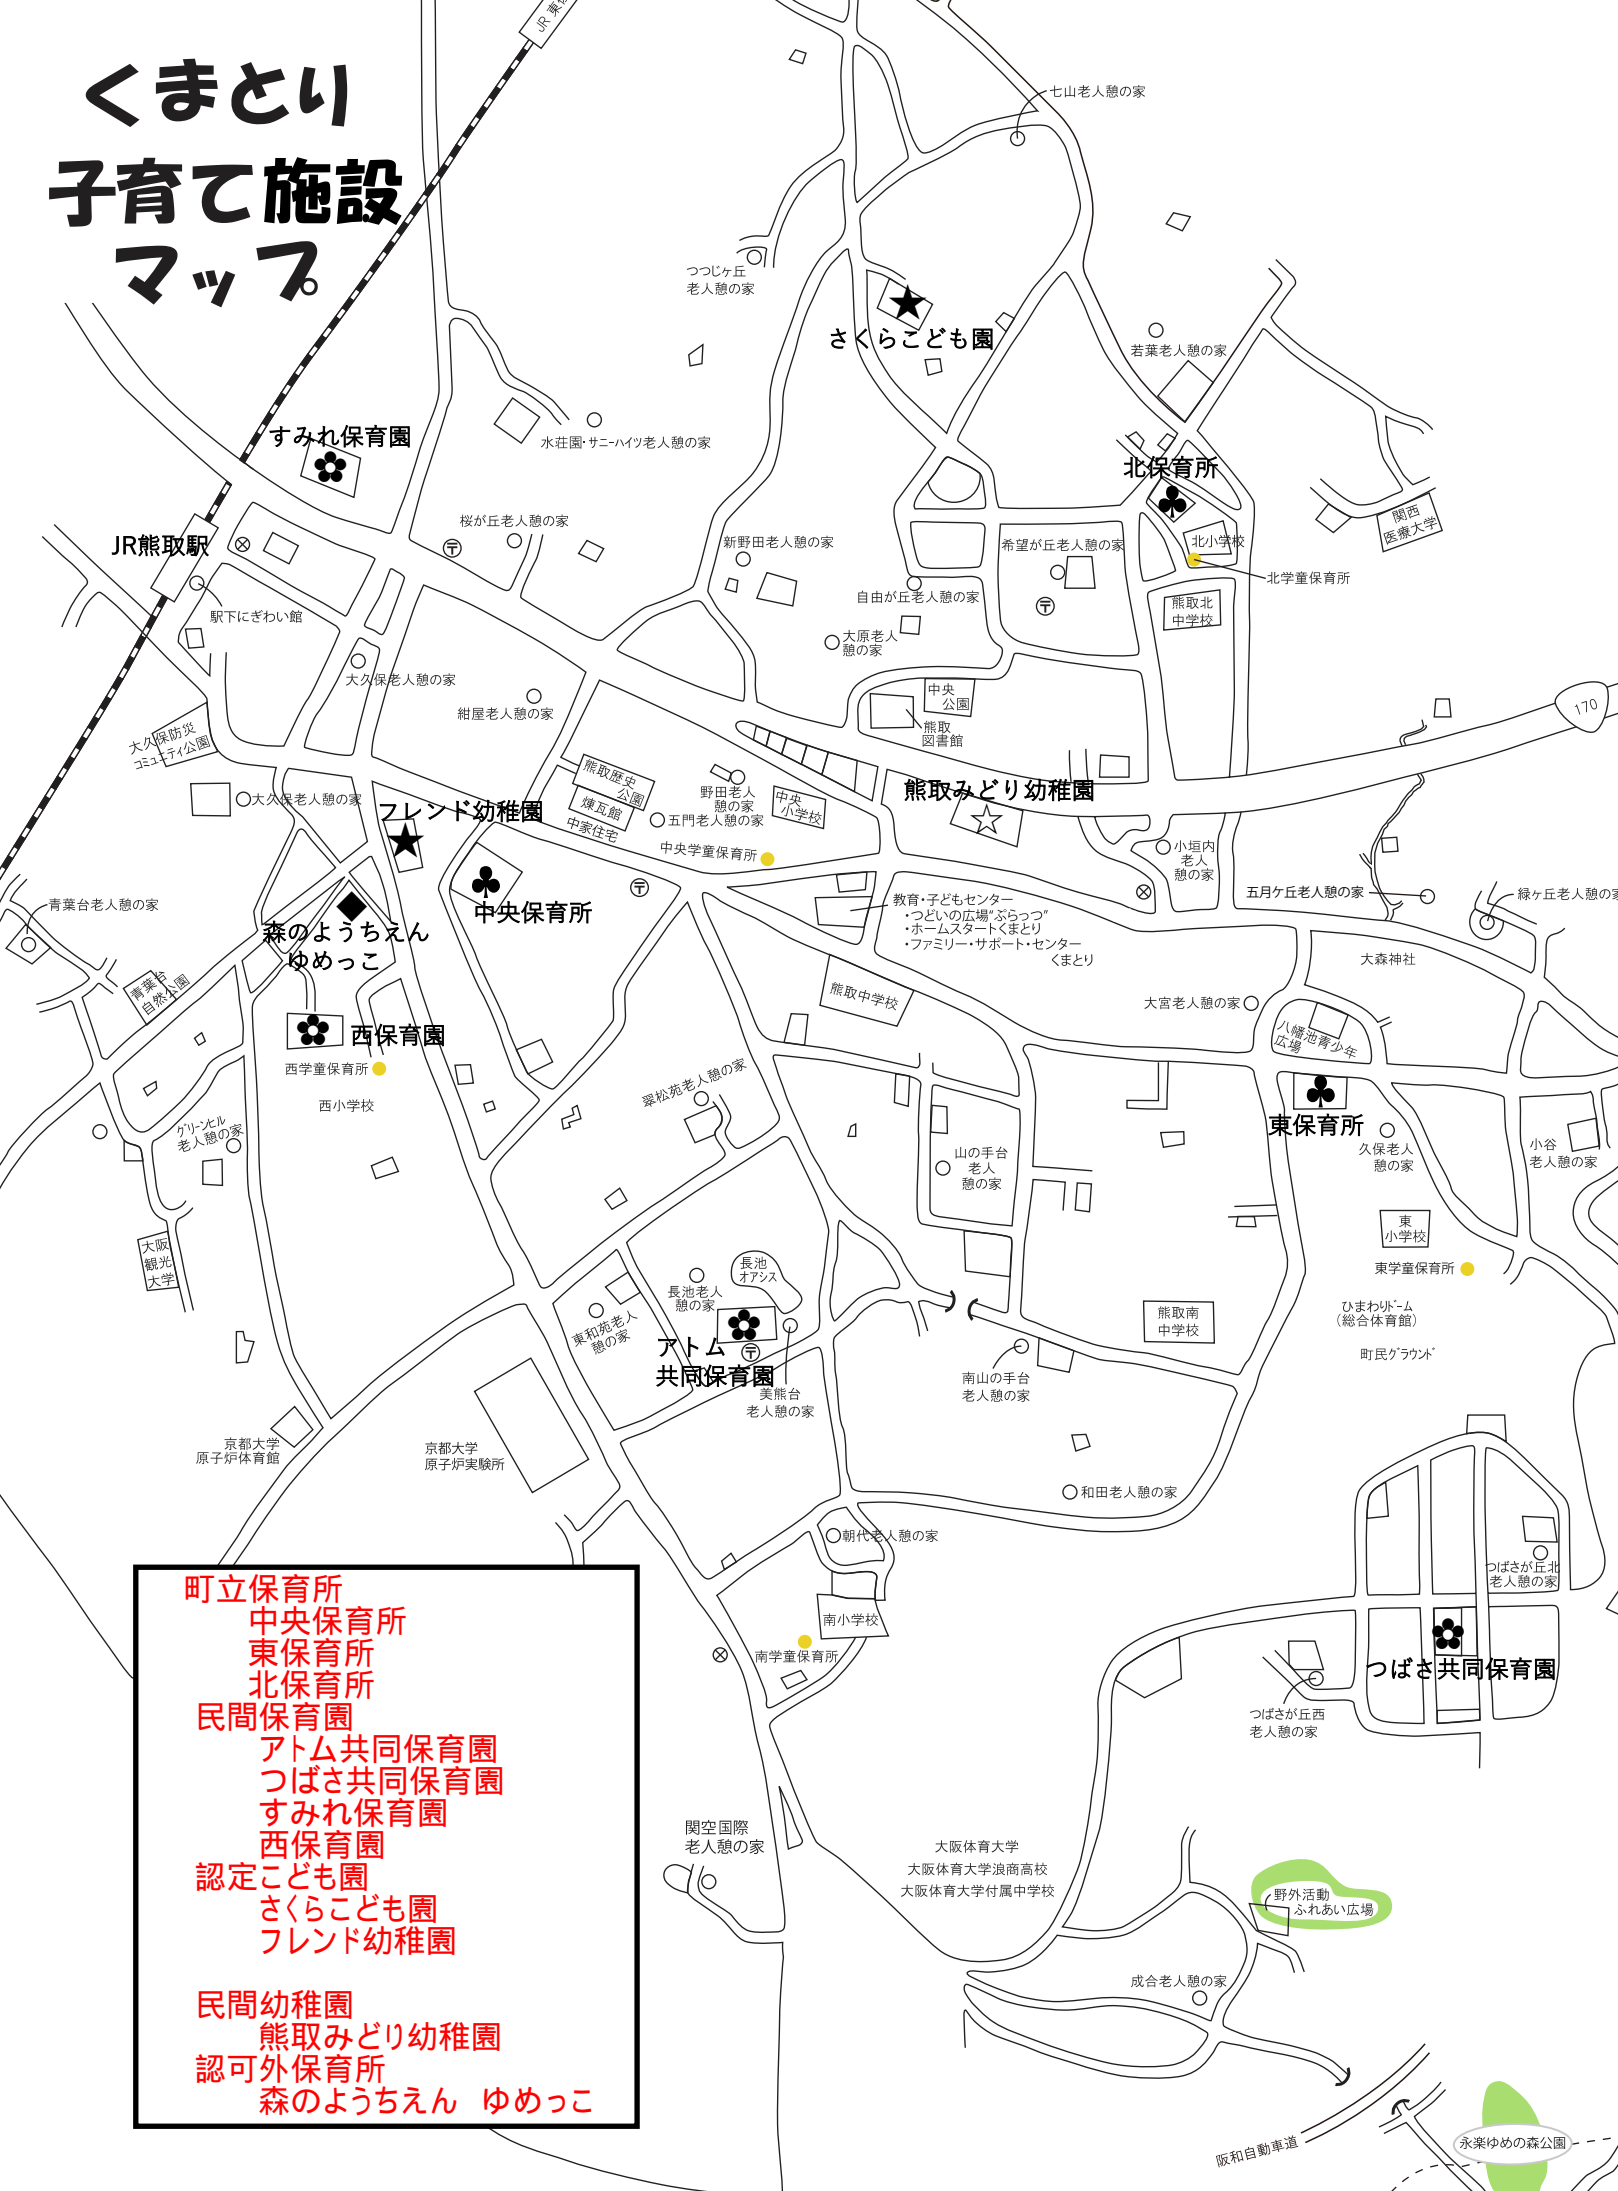 くまとり
子育て施設
マップ
JR 東
七山老人憩の家
つつじヶ丘
老人憩の家
さくらこども園
若葉老人憩の家
すみれ保育園
水荘園・サニーハイツ老人憩の家
北保育所
関西
医療大学
JR熊取駅
桜が丘老人憩の家
新野田老人憩の家
希望が丘老人憩の家
北小学校
北学童保育所
駅下にぎわい館
自由が丘老人憩の家
熊取北
中学校
大原老人
憩の家
大久保老人憩の家
紺屋老人憩の家
中央
公園
熊取
図書館
170
大久保防災
コミュニティ公園
大久保老人憩の家
フレンド幼稚園
熊取歴史
公園
煉瓦館
中家住宅
野田老人
憩の家
五門老人憩の家
中央
小学校
熊取みどり幼稚園
中央学童保育所
小垣内
老人
憩の家
五月ケ丘老人憩の家
緑ヶ丘老人憩の家
青葉台老人憩の家
中央保育所
教育・子どもセンター
・つどいの広場“ぷらっつ”
・ホームスタートくまとり
・ファミリー・サポート・センター
くまとり
森のようちえん
ゆめっこ
大森神社
青葉台
自然公園
熊取中学校
大宮老人憩の家
八幡池青少年
広場
西保育園
西学童保育所
西小学校
翠松苑老人憩の家
東保育所
グリーンヒル
老人憩の家
山の手台
老人
憩の家
久保老人
憩の家
小谷
老人憩の家
大阪
観光
大学
東
小学校
東学童保育所
長池
オアシス
長池老人
憩の家
東和苑老人
憩の家
アトム
共同保育園
美熊台
老人憩の家
熊取南
中学校
ひまわりドーム
(総合体育館)
町民グラウンド
南山の手台
老人憩の家
京都大学
原子炉体育館
京都大学
原子炉実験所
和田老人憩の家
朝代老人憩の家
つばさが丘北
老人憩の家
南小学校
南学童保育所
つばさ共同保育園
つばさが丘西
老人憩の家
町立保育所
中央保育所
東保育所
北保育所
民間保育園
アトム共同保育園
つばさ共同保育園
すみれ保育園
西保育園
認定こども園
さくらこども園
フレンド幼稚園
民間幼稚園
熊取みどり幼稚園
認可外保育所
森のようちえん　ゆめっこ
関空国際
老人憩の家
大阪体育大学
大阪体育大学浪商高校
大阪体育大学付属中学校
野外活動
ふれあい広場
成合老人憩の家
阪和自動車道
永楽ゆめの森公園